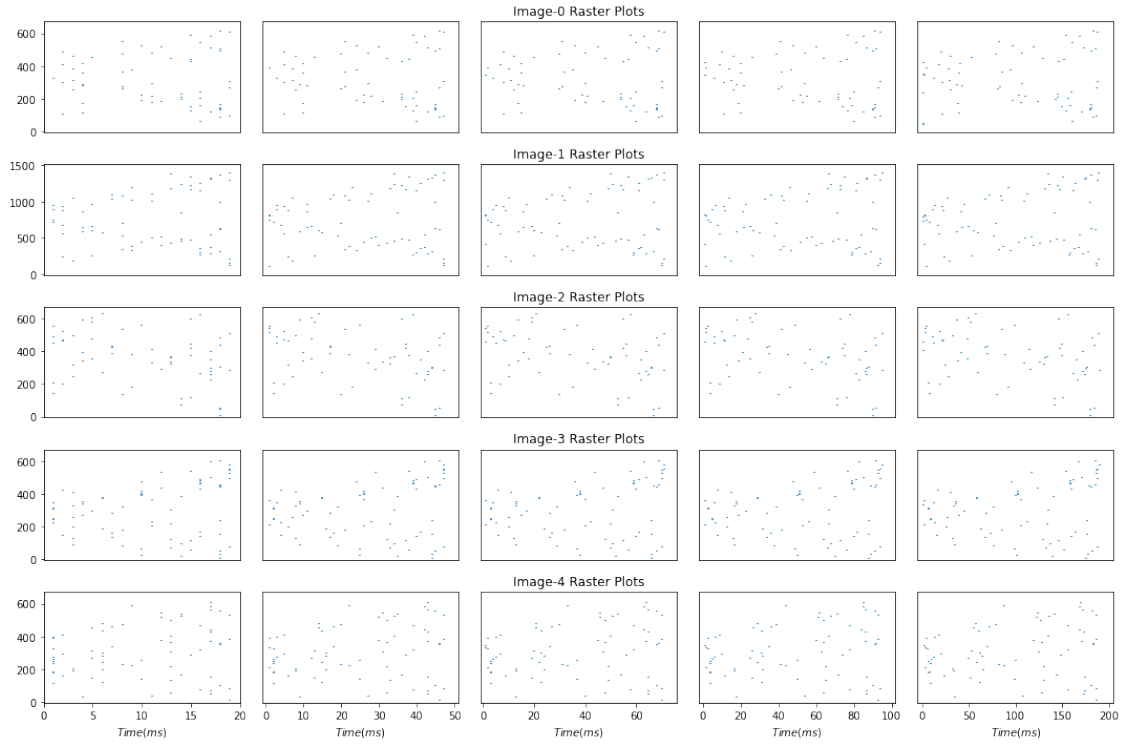 Image-0 Raster Plots
600
400
200
0
Image-1 Raster Plots
1500
1000
500
0
Image-2 Raster Plots
600
400
200
0
Image-3 Raster Plots
600
400
200
0
Image-4 Raster Plots
600
400
200
0
0 5 10 15 20 0 10 20 30 40 50 0 20 40 60 0 20 40 60 80 100 0 50 100 150 200
Time(ms) Time(ms) Time(ms) Time(ms) Time(ms)